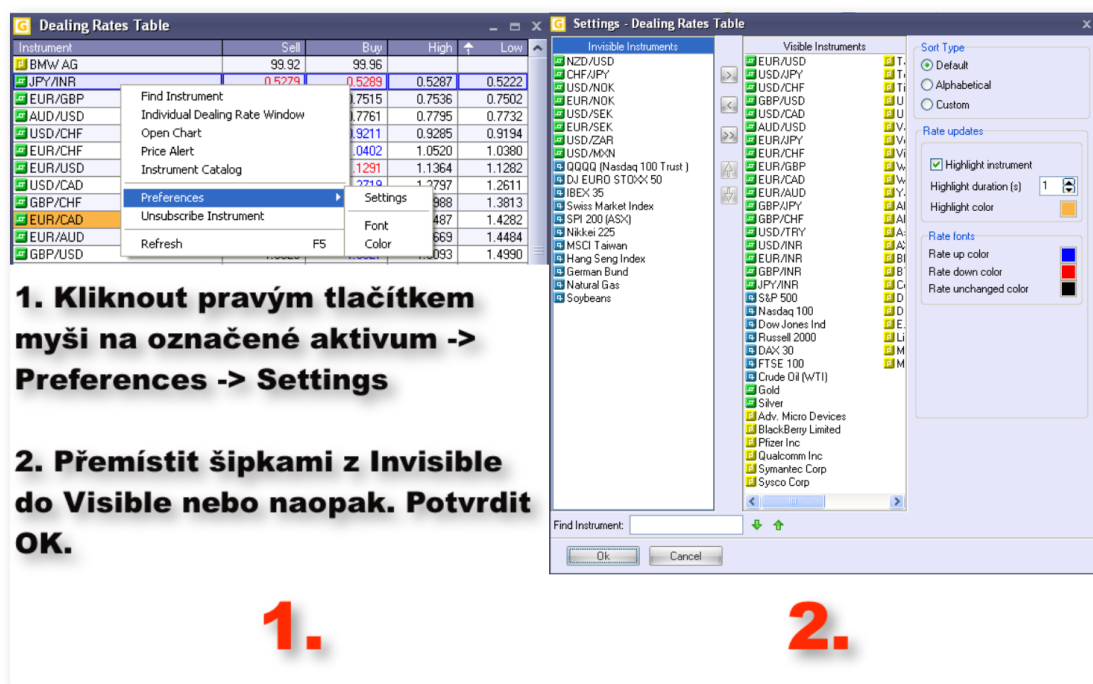 Dealing Rates Table
Instrument Sell Buy High Low
BMW AG 99.92 99.96
JPY/INR 0.5279 0.5289 0.5287 0.5222
EUR/GBP .7515 0.7536 0.7502
AUD/USD .7761 0.7795 0.7732
USD/CHF .9211 0.9285 0.9194
EUR/CHF .0402 1.0520 1.0380
EUR/USD .1291 1.1364 1.1282
USD/CAD 1.2797 1.2611
GBP/CHF 988 1.3813
EUR/CAD 487 1.4282
EUR/AUD 669 1.4484
GBP/USD 1.4990
Find Instrument
Individual Dealing Rate Window
Open Chart
Price Alert
Instrument Catalog
Preferences
Unsubscribe Instrument
Refresh F5
Settings
Font
Color
1. Kliknout pravým tlačítkem
myši na označené aktivum ->
Preferences -> Settings
2. Přemístit šipkami z Invisible
do Visible nebo naopak. Potvrdit
OK.
1.
Settings - Dealing Rates Table
Invisible Instruments
NZD/USD
CHF/JPY
USD/NOK
EUR/NOK
USD/SEK
EUR/SEK
USD/ZAR
USD/MXN
QQQQ (Nasdaq 100 Trust )
DJ EURO STOXX 50
IBEX 35
Swiss Market Index
SPI 200 (ASX)
Nikkei 225
MSCI Taiwan
Hang Seng Index
German Bund
Natural Gas
Soybeans
Visible Instruments
EUR/USD
USD/JPY
USD/CHF
GBP/USD
USD/CAD
AUD/USD
EUR/JPY
EUR/CHF
EUR/GBP
EUR/CAD
EUR/AUD
GBP/JPY
GBP/CHF
USD/TRY
USD/INR
EUR/INR
GBP/INR
JPY/INR
S&P 500
Nasdaq 100
Dow Jones Ind
Russell 2000
DAX 30
FTSE 100
Crude Oil (WTI)
Gold
Silver
Adv. Micro Devices
BlackBerry Limited
Pfizer Inc
Qualcomm Inc
Symantec Corp
Sysco Corp
Sort Type
Default
Alphabetical
Custom
Rate updates
Highlight instrument
Highlight duration (s) 1
Highlight color
Rate fonts
Rate up color
Rate down color
Rate unchanged color
Find Instrument:
Ok Cancel
2.